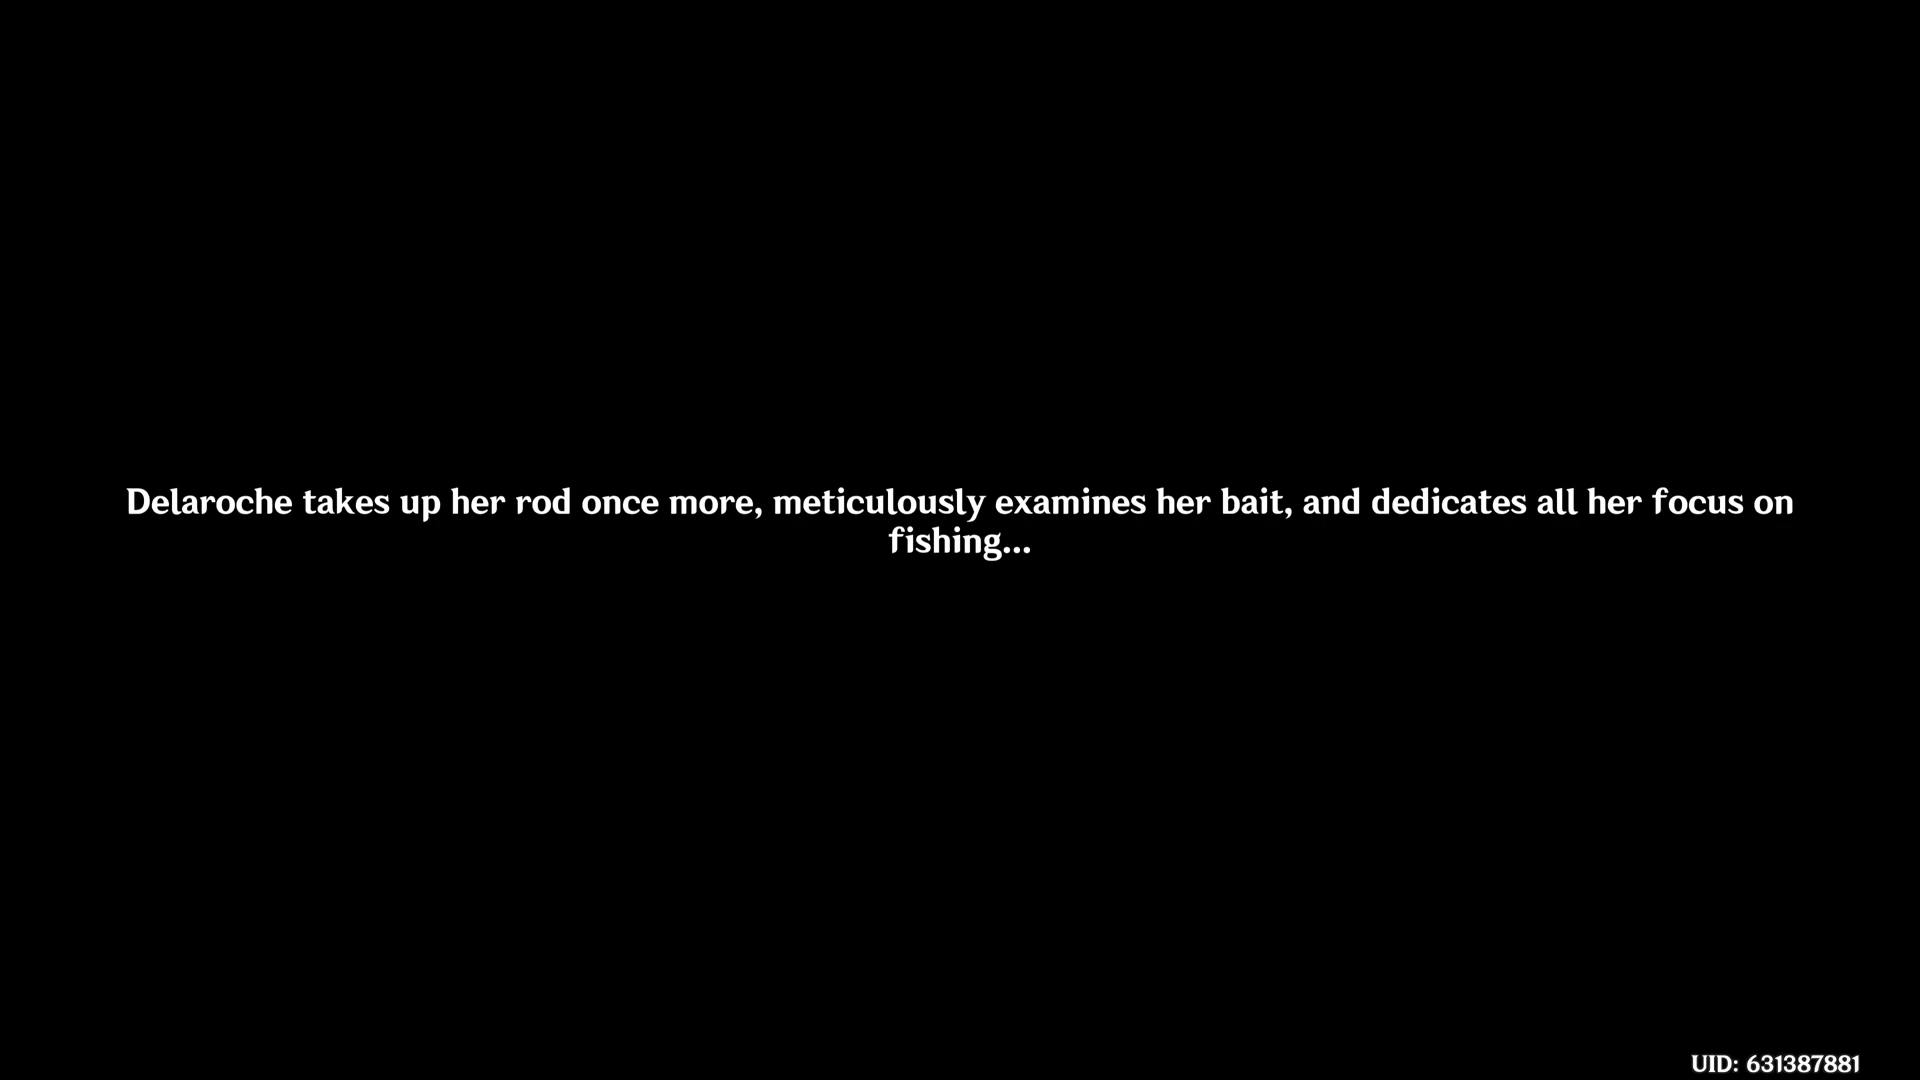 Delaroche takes up her rod once more, meticulously examines her bait, and dedicates all her focus on
fishing...
UID: 631387881